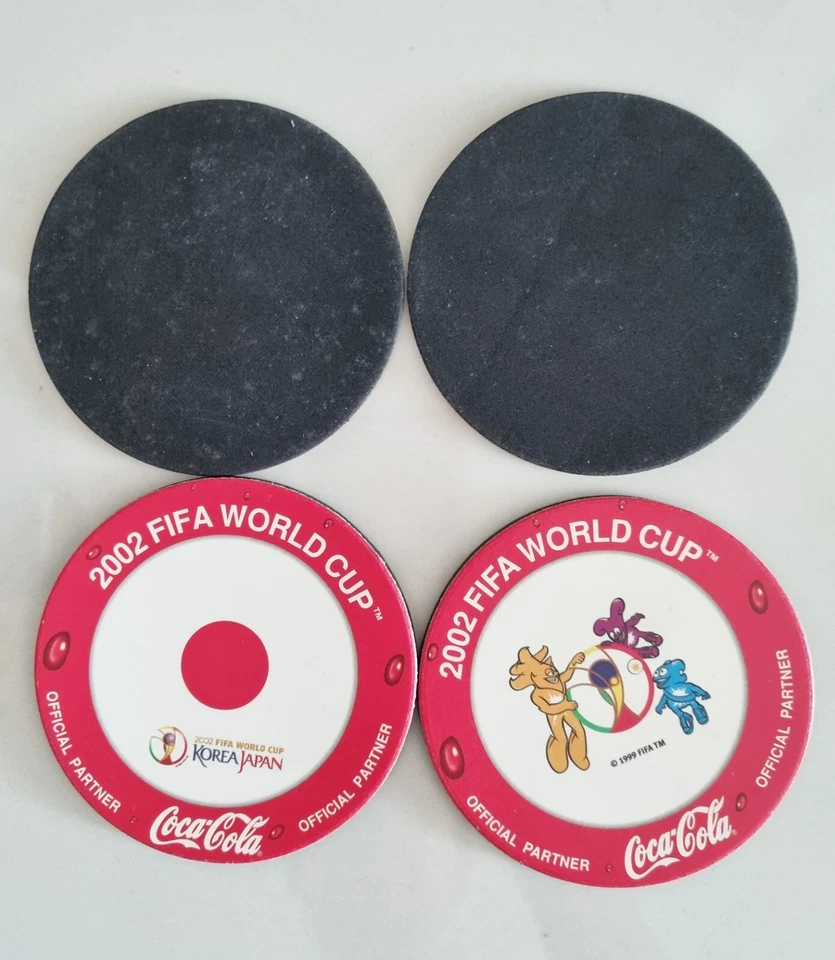 2002 FIFA WORLD CUP™
2002 FIFA WORLD CUP
KOREA JAPAN
OFFICIAL PARTNER
Coca-Cola®
OFFICIAL PARTNER
2002 FIFA WORLD CUP™
© 1999 FIFA TM
OFFICIAL PARTNER
Coca-Cola®
OFFICIAL PARTNER